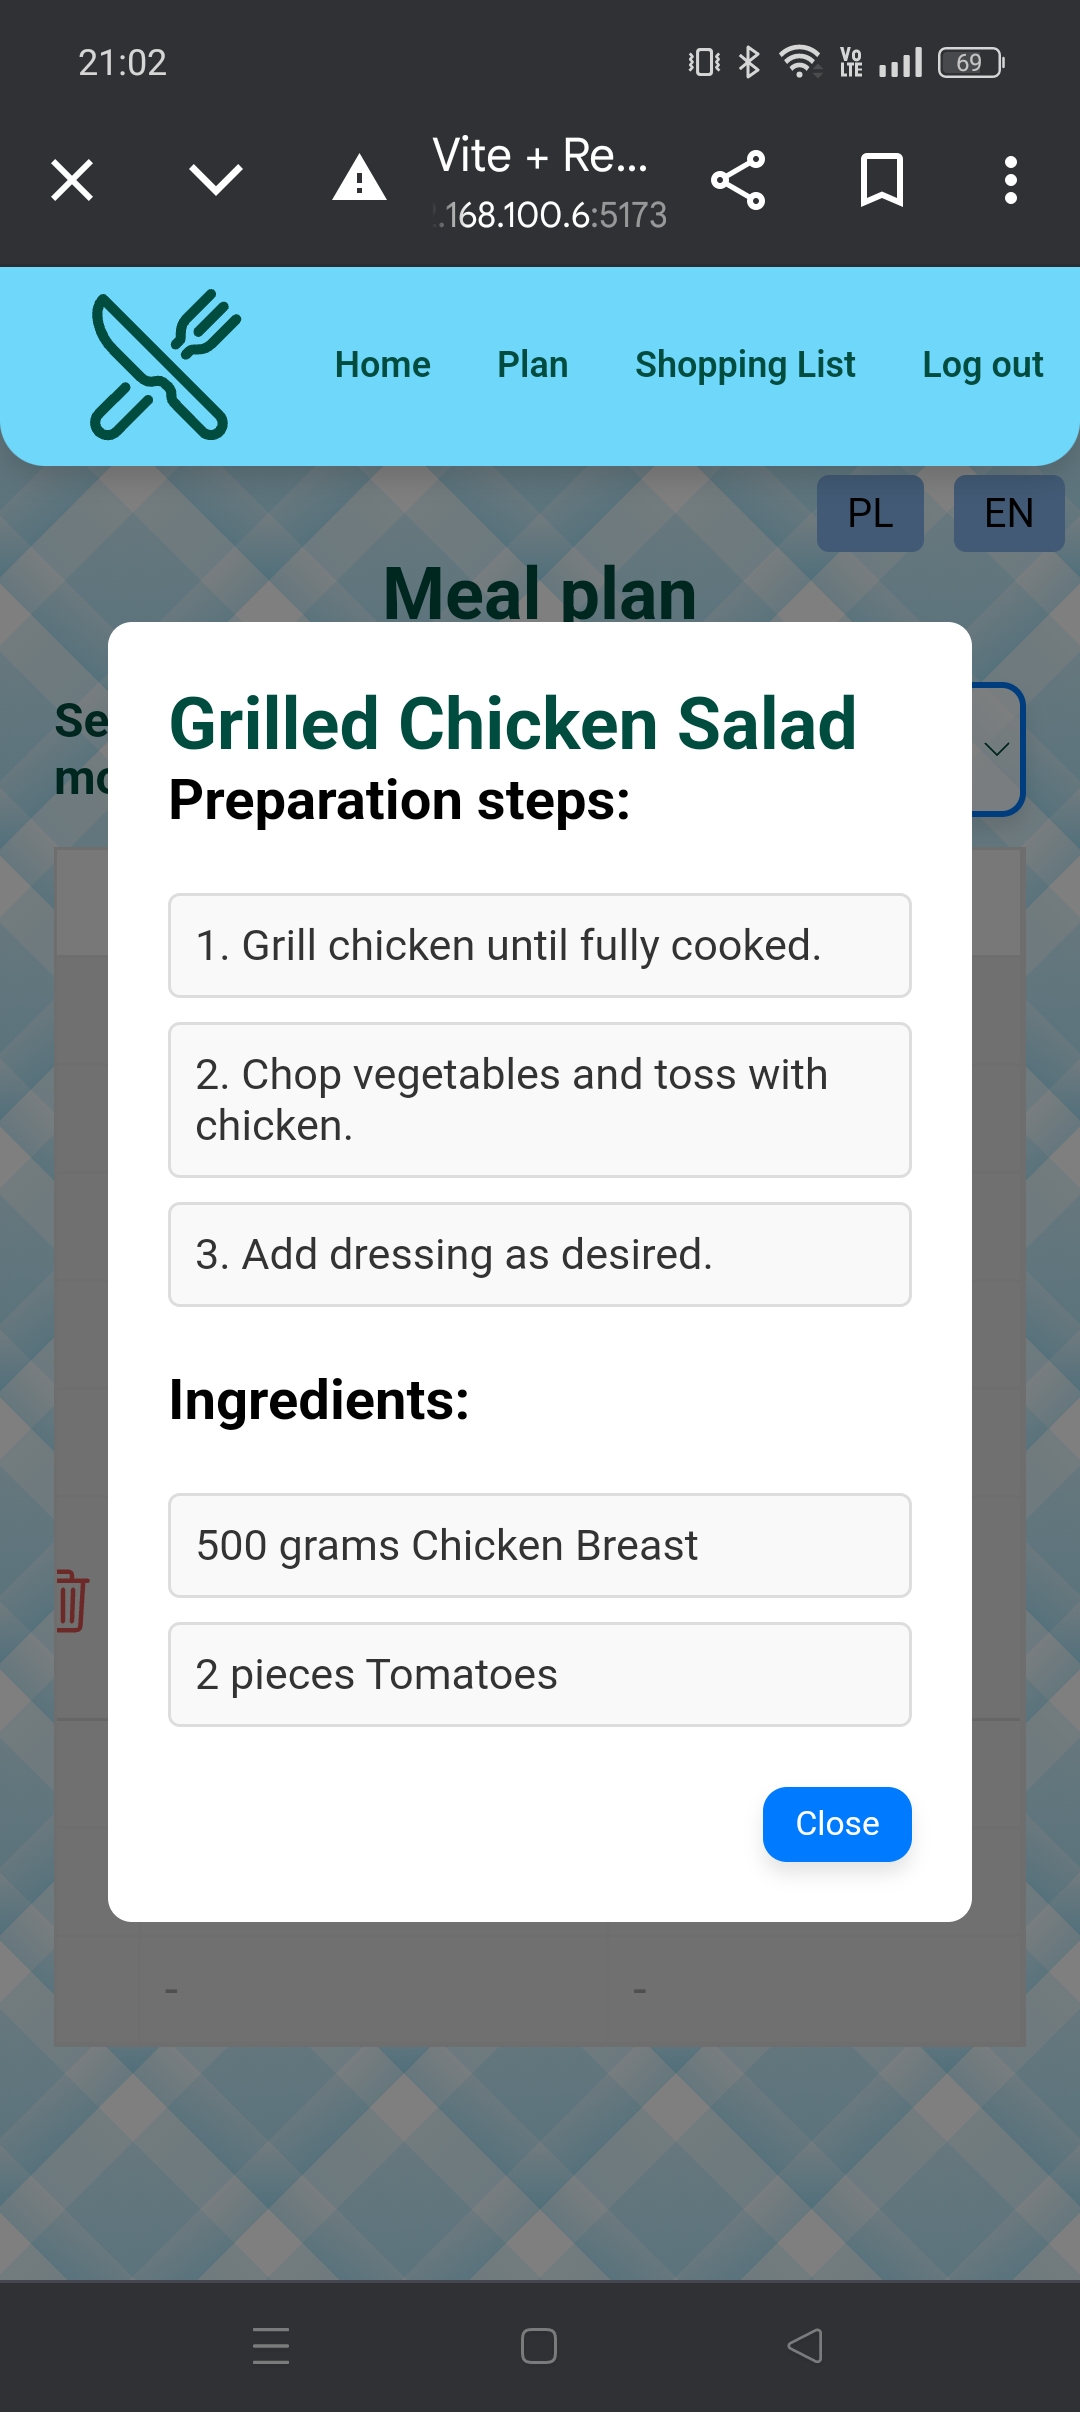 21:02
Vo
LTE
69
Vite + Re...
.168.100.6:5173
Home
Plan
Shopping List
Log out
PL
EN
Meal plan
Se
mo
Grilled Chicken Salad
Preparation steps:
1. Grill chicken until fully cooked.
2. Chop vegetables and toss with
chicken.
3. Add dressing as desired.
Ingredients:
500 grams Chicken Breast
2 pieces Tomatoes
Close
-
-